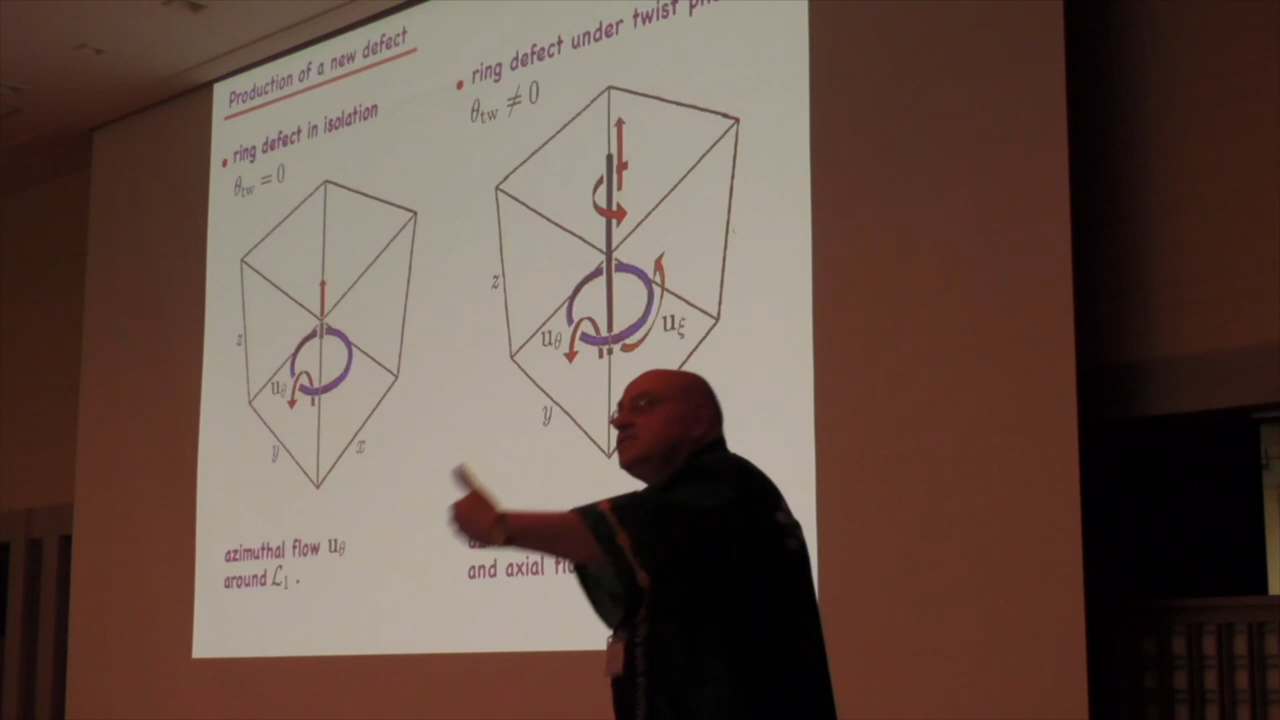 Production of a new defect
• ring defect in isolation
θtw = 0
z
uθ
y
x
azimuthal flow uθ
around ℒ1 .
• ring defect under twist
θtw ≠ 0
z
uθ
uξ
y
and axial